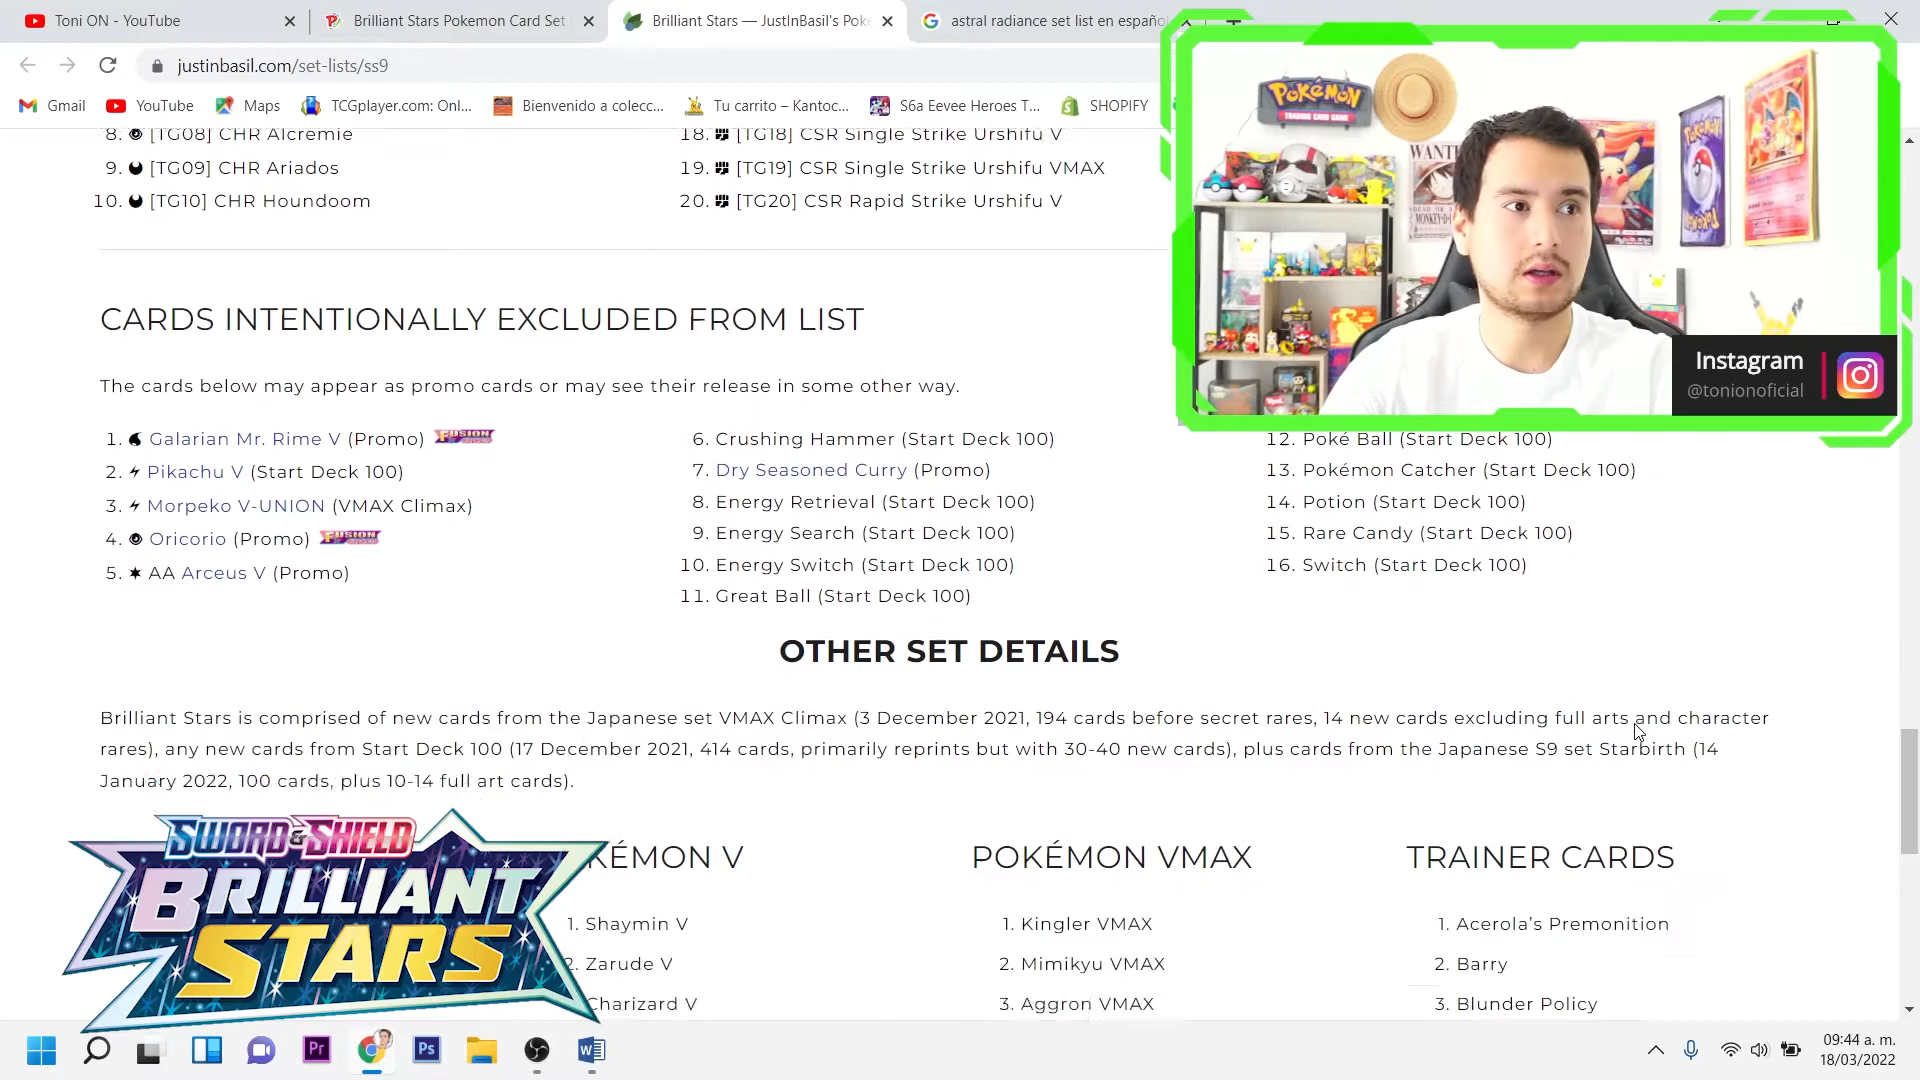 Toni ON - YouTube
Brilliant Stars Pokemon Card Set
Brilliant Stars — JustInBasil's Poke
astral radiance set list en español
justinbasil.com/set-lists/ss9
Gmail
YouTube
Maps
TCGplayer.com: Onl...
Bienvenido a colecc...
Tu carrito – Kantoc...
S6a Eevee Heroes T...
SHOPIFY
8. [TG08] CHR Alcremie
9. [TG09] CHR Ariados
10. [TG10] CHR Houndoom
18. [TG18] CSR Single Strike Urshifu V
19. [TG19] CSR Single Strike Urshifu VMAX
20. [TG20] CSR Rapid Strike Urshifu V
POKéMON
TRADING CARD GAME
WANTED
Instagram
@tonionoficial
CARDS INTENTIONALLY EXCLUDED FROM LIST
The cards below may appear as promo cards or may see their release in some other way.
1. Galarian Mr. Rime V (Promo) FUSION
2. Pikachu V (Start Deck 100)
3. Morpeko V-UNION (VMAX Climax)
4. Oricorio (Promo) FUSION
5. AA Arceus V (Promo)
6. Crushing Hammer (Start Deck 100)
7. Dry Seasoned Curry (Promo)
8. Energy Retrieval (Start Deck 100)
9. Energy Search (Start Deck 100)
10. Energy Switch (Start Deck 100)
11. Great Ball (Start Deck 100)
12. Poké Ball (Start Deck 100)
13. Pokémon Catcher (Start Deck 100)
14. Potion (Start Deck 100)
15. Rare Candy (Start Deck 100)
16. Switch (Start Deck 100)
OTHER SET DETAILS
Brilliant Stars is comprised of new cards from the Japanese set VMAX Climax (3 December 2021, 194 cards before secret rares, 14 new cards excluding full arts and character
rares), any new cards from Start Deck 100 (17 December 2021, 414 cards, primarily reprints but with 30-40 new cards), plus cards from the Japanese S9 set Starbirth (14
January 2022, 100 cards, plus 10-14 full art cards).
SWORD & SHIELD
BRILLIANT
STARS
KÉMON V
1. Shaymin V
2. Zarude V
Charizard V
POKÉMON VMAX
1. Kingler VMAX
2. Mimikyu VMAX
3. Aggron VMAX
TRAINER CARDS
1. Acerola's Premonition
2. Barry
3. Blunder Policy
Pr
Ps
09:44 a. m.
18/03/2022